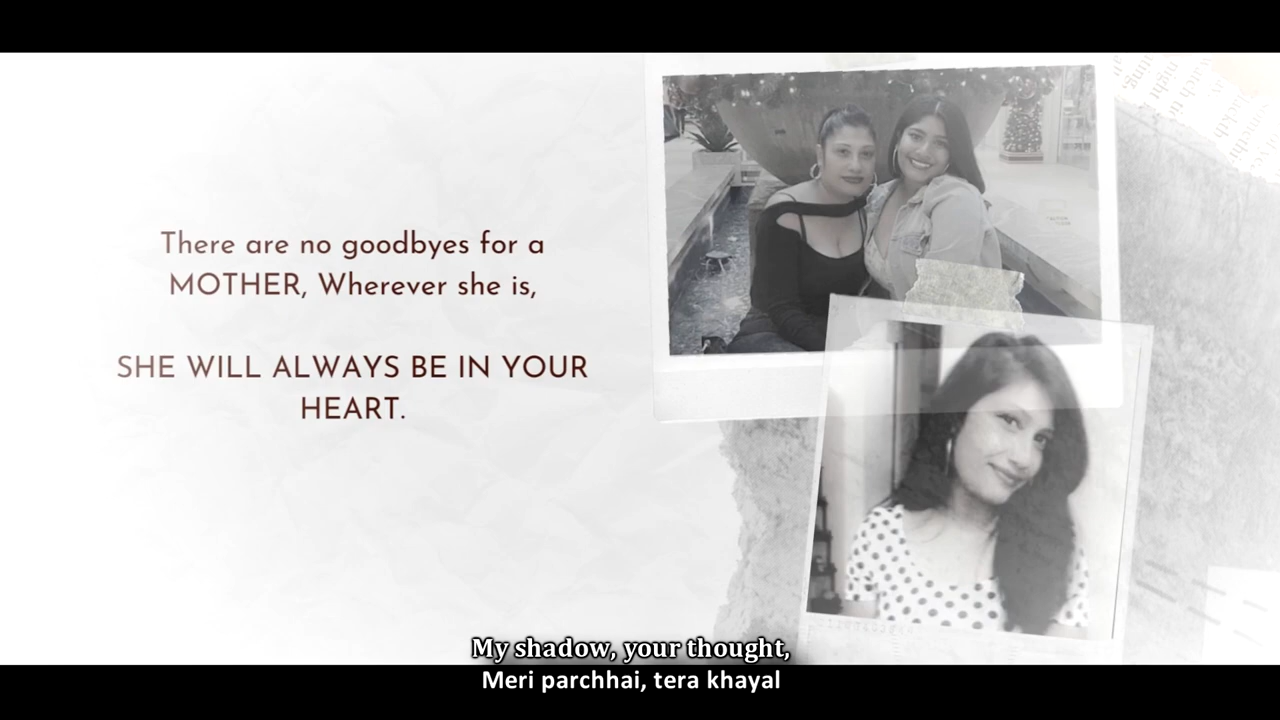 There are no goodbyes for a
MOTHER, Wherever she is,
SHE WILL ALWAYS BE IN YOUR
HEART.
My shadow, your thought,
Meri parchhai, tera khayal